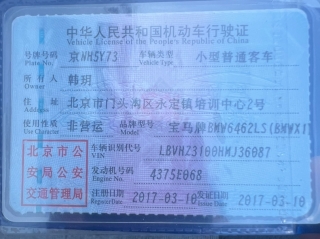 中华人民共和国机动车行驶证
Vehicle License of the People's Republic of China
号牌号码 京NH5Y73 车辆类型 小型普通客车
Plate No. Vehicle Type
所有人 韩玥
Owner
住址 北京市门头沟区永定镇培训中心2号
Address
使用性质 非营运 品牌型号 宝马牌BMW6462LS(BMWX1
Use Character Model
北京市公 车辆识别代号 LBVHZ3100HMJ36087
VIN
安局公安 发动机号码 4375E068
Engine No.
交通管理局 注册日期 2017-03-10 发证日期 2017-03-10
Register Date Issue Date